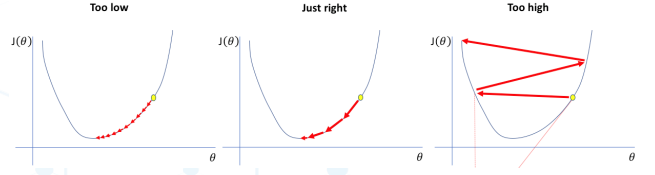 Too low
Just right
Too high
J(θ)
J(θ)
J(θ)
θ
θ
θ